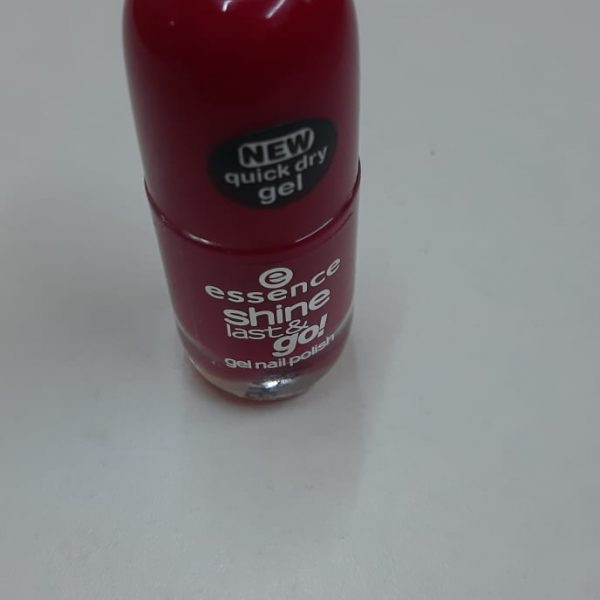 NEW
quick dry
gel
e
essence
shine
last &
go!
gel nail polish